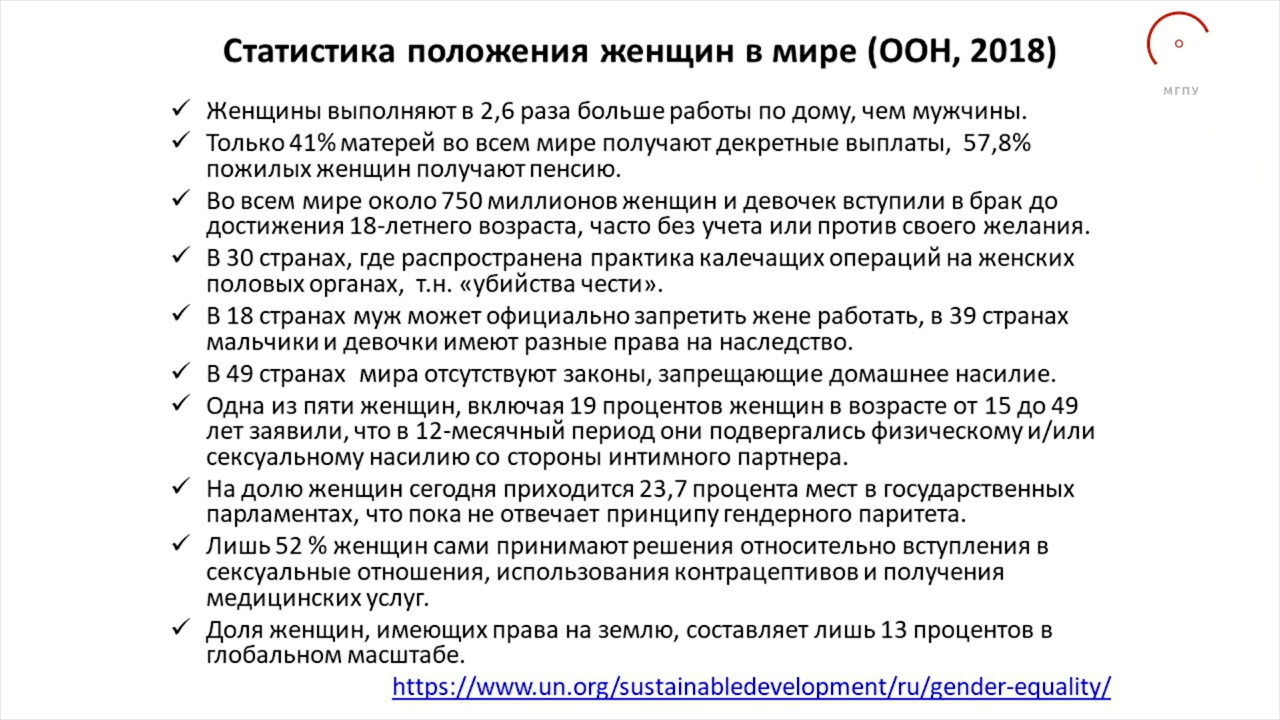 Статистика положения женщин в мире (ООН, 2018)
МГПУ
✓ Женщины выполняют в 2,6 раза больше работы по дому, чем мужчины.
✓ Только 41% матерей во всем мире получают декретные выплаты, 57,8%
пожилых женщин получают пенсию.
✓ Во всем мире около 750 миллионов женщин и девочек вступили в брак до
достижения 18-летнего возраста, часто без учета или против своего желания.
✓ В 30 странах, где распространена практика калечащих операций на женских
половых органах, т.н. «убийства чести».
✓ В 18 странах муж может официально запретить жене работать, в 39 странах
мальчики и девочки имеют разные права на наследство.
✓ В 49 странах мира отсутствуют законы, запрещающие домашнее насилие.
✓ Одна из пяти женщин, включая 19 процентов женщин в возрасте от 15 до 49
лет заявили, что в 12-месячный период они подвергались физическому и/или
сексуальному насилию со стороны интимного партнера.
✓ На долю женщин сегодня приходится 23,7 процента мест в государственных
парламентах, что пока не отвечает принципу гендерного паритета.
✓ Лишь 52 % женщин сами принимают решения относительно вступления в
сексуальные отношения, использования контрацептивов и получения
медицинских услуг.
✓ Доля женщин, имеющих права на землю, составляет лишь 13 процентов в
глобальном масштабе.
https://www.un.org/sustainabledevelopment/ru/gender-equality/